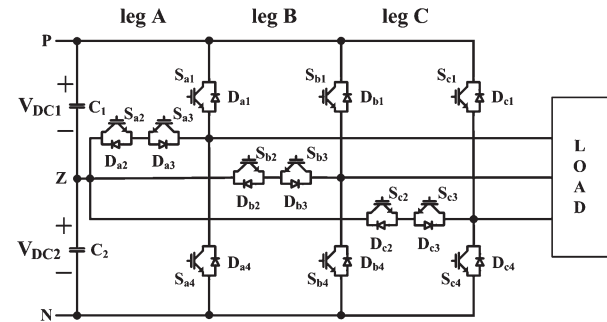 leg A leg B leg C
P
Sa1 Da1 Sb1 Db1 Sc1 Dc1
+
VDC1 C1
−
Sa2 Sa3
Da2 Da3
Z
Sb2 Sb3
Db2 Db3
Sc2 Sc3
Dc2 Dc3
+
VDC2 C2
−
Sa4 Da4 Sb4 Db4 Sc4 Dc4
N
L
O
A
D